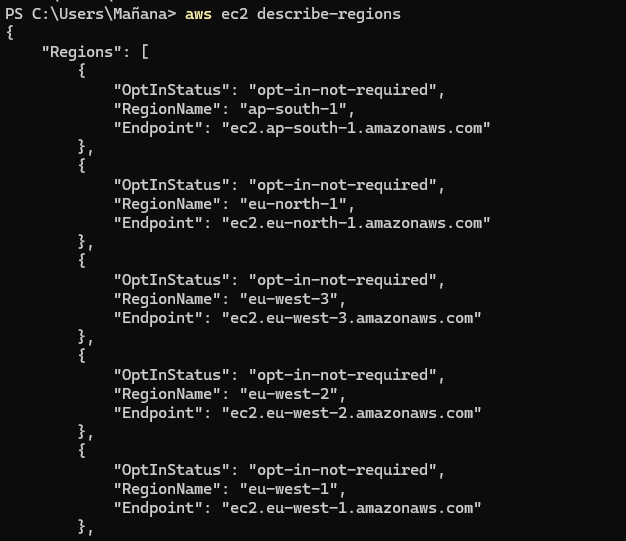 PS C:\Users\Mañana> aws ec2 describe-regions
{
    "Regions": [
        {
            "OptInStatus": "opt-in-not-required",
            "RegionName": "ap-south-1",
            "Endpoint": "ec2.ap-south-1.amazonaws.com"
        },
        {
            "OptInStatus": "opt-in-not-required",
            "RegionName": "eu-north-1",
            "Endpoint": "ec2.eu-north-1.amazonaws.com"
        },
        {
            "OptInStatus": "opt-in-not-required",
            "RegionName": "eu-west-3",
            "Endpoint": "ec2.eu-west-3.amazonaws.com"
        },
        {
            "OptInStatus": "opt-in-not-required",
            "RegionName": "eu-west-2",
            "Endpoint": "ec2.eu-west-2.amazonaws.com"
        },
        {
            "OptInStatus": "opt-in-not-required",
            "RegionName": "eu-west-1",
            "Endpoint": "ec2.eu-west-1.amazonaws.com"
        },